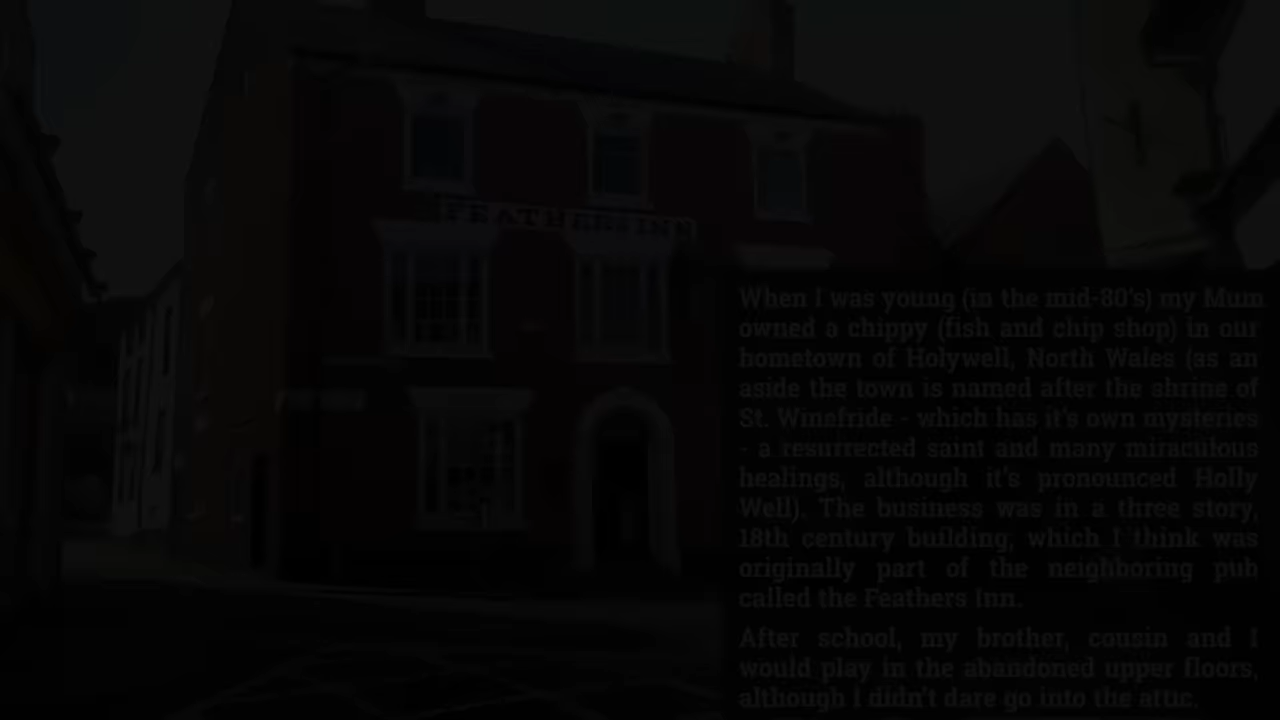 FEATHERS INN
When I was young (in the mid-80's) my Mum
owned a chippy (fish and chip shop) in our
hometown of Holywell, North Wales (as an
aside the town is named after the shrine of
St. Winefride - which has it's own mysteries
- a resurrected saint and many miraculous
healings, although it's pronounced Holly
Well). The business was in a three story,
18th century building, which I think was
originally part of the neighboring pub
called the Feathers Inn.
After school, my brother, cousin and I
would play in the abandoned upper floors,
although I didn't dare go into the attic.